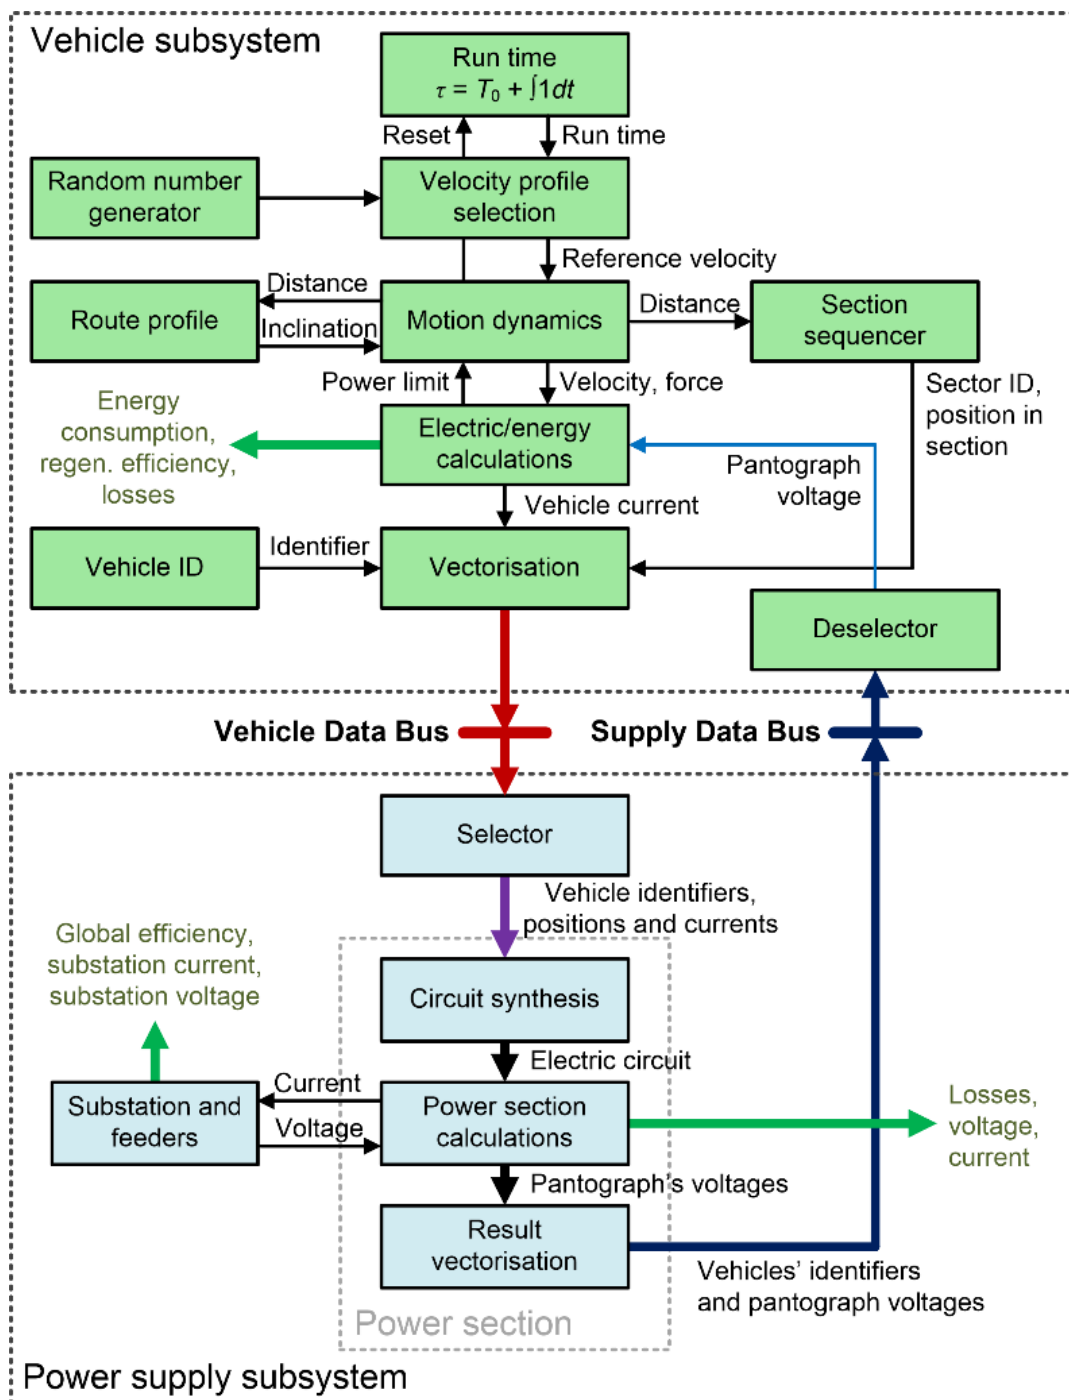 Vehicle subsystem
Run time
τ = T0 + ∫1dt
Reset
Run time
Random number
generator
Velocity profile
selection
Reference velocity
Distance
Route profile
Inclination
Motion dynamics
Distance
Section
sequencer
Power limit
Velocity, force
Sector ID,
position in
section
Energy
consumption,
regen. efficiency,
losses
Electric/energy
calculations
Pantograph
voltage
Vehicle current
Vehicle ID
Identifier
Vectorisation
Deselector
Vehicle Data Bus
Supply Data Bus
Selector
Vehicle identifiers,
positions and currents
Global efficiency,
substation current,
substation voltage
Circuit synthesis
Electric circuit
Substation and
feeders
Current
Voltage
Power section
calculations
Losses,
voltage,
current
Pantograph's voltages
Result
vectorisation
Vehicles' identifiers
and pantograph voltages
Power section
Power supply subsystem